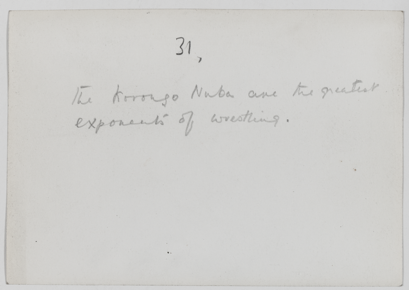 31,
The Korongo Nuba are the greatest
exponents of wrestling.